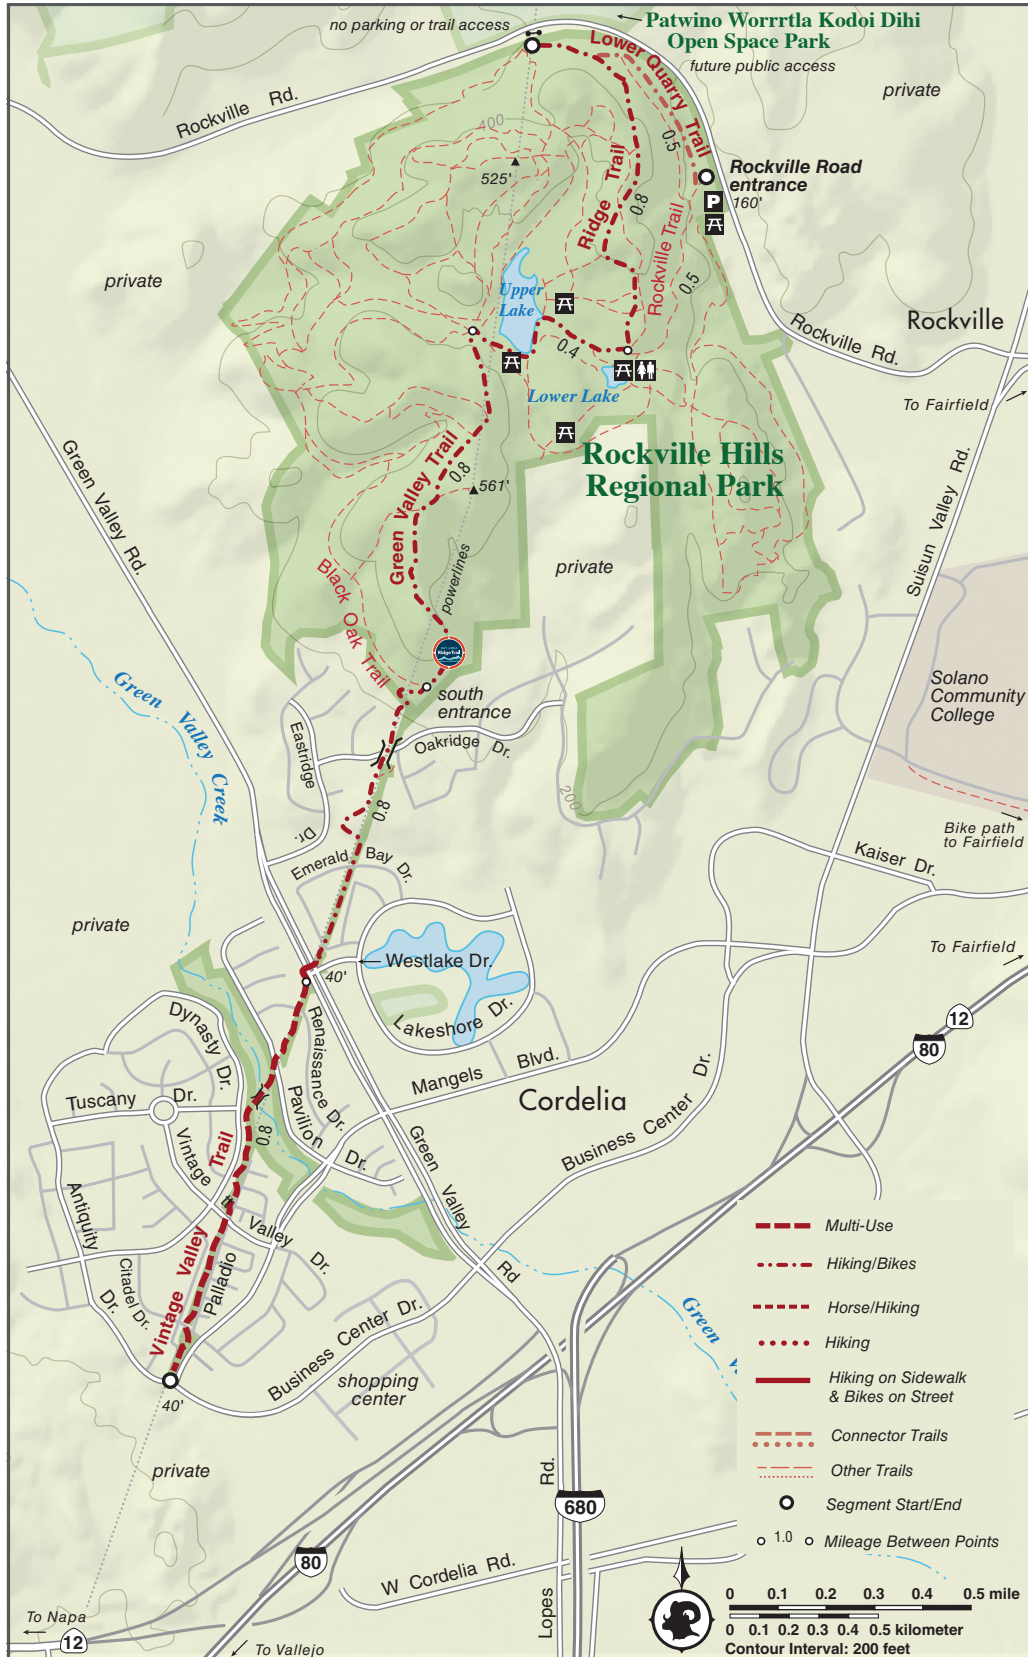 no parking or trail access
Patwino Worrrtla Kodoi Dihi
Open Space Park
future public access
private
Rockville Rd.
Lower Quarry Trail
0.5
400
525'
Ridge Trail
0.8
Rockville Road
entrance
160'
P
Rockville Trail
0.5
private
Upper
Lake
0.4
Rockville
Rockville Rd.
Lower Lake
To Fairfield
Green Valley Rd.
Green Valley Trail
0.8
561'
Rockville Hills
Regional Park
Suisun Valley Rd.
powerlines
private
Black Oak Trail
Ridge Trail
south
entrance
Solano
Community
College
Green Valley Creek
Eastridge Dr.
Oakridge Dr.
200
0.8
Bike path
to Fairfield
Emerald Bay Dr.
Kaiser Dr.
private
To Fairfield
Westlake Dr.
40'
Lakeshore Dr.
12
80
Dynasty Dr.
Renaissance Dr.
Mangels Blvd.
Tuscany Dr.
Cordelia
Pavilion Dr.
0.8
Business Center Dr.
Vintage Valley Dr.
Green Valley Rd
Antiquity Dr.
Citadel Dr.
Palladio
Vintage Valley Trail
Green V
Business Center Dr.
shopping
center
40'
private
Multi-Use
Hiking/Bikes
Horse/Hiking
Hiking
Hiking on Sidewalk
& Bikes on Street
Connector Trails
Other Trails
Segment Start/End
1.0 Mileage Between Points
680
80
W Cordelia Rd.
Lopes Rd.
To Napa
12
To Vallejo
0 0.1 0.2 0.3 0.4 0.5 mile
0 0.1 0.2 0.3 0.4 0.5 kilometer
Contour Interval: 200 feet